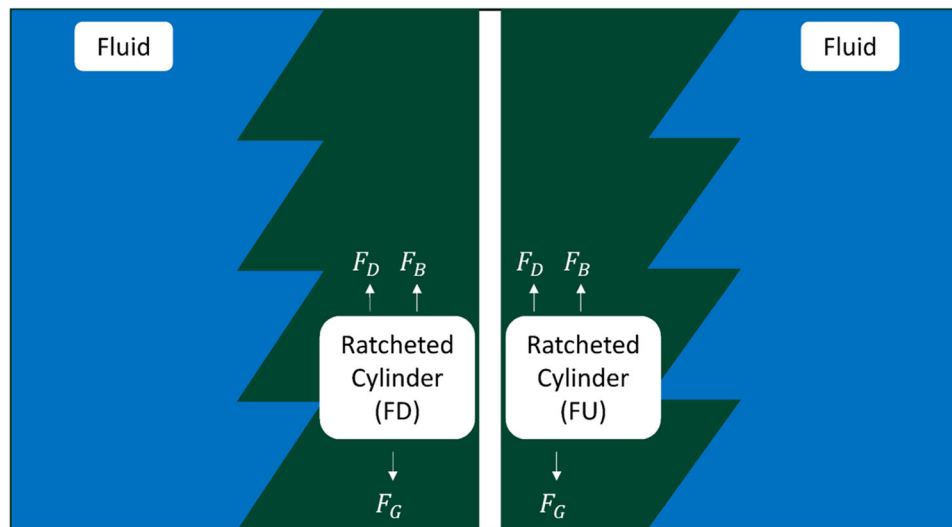 Fluid
Fluid
F_D F_B
F_D F_B
Ratcheted
Cylinder
(FD)
Ratcheted
Cylinder
(FU)
F_G
F_G